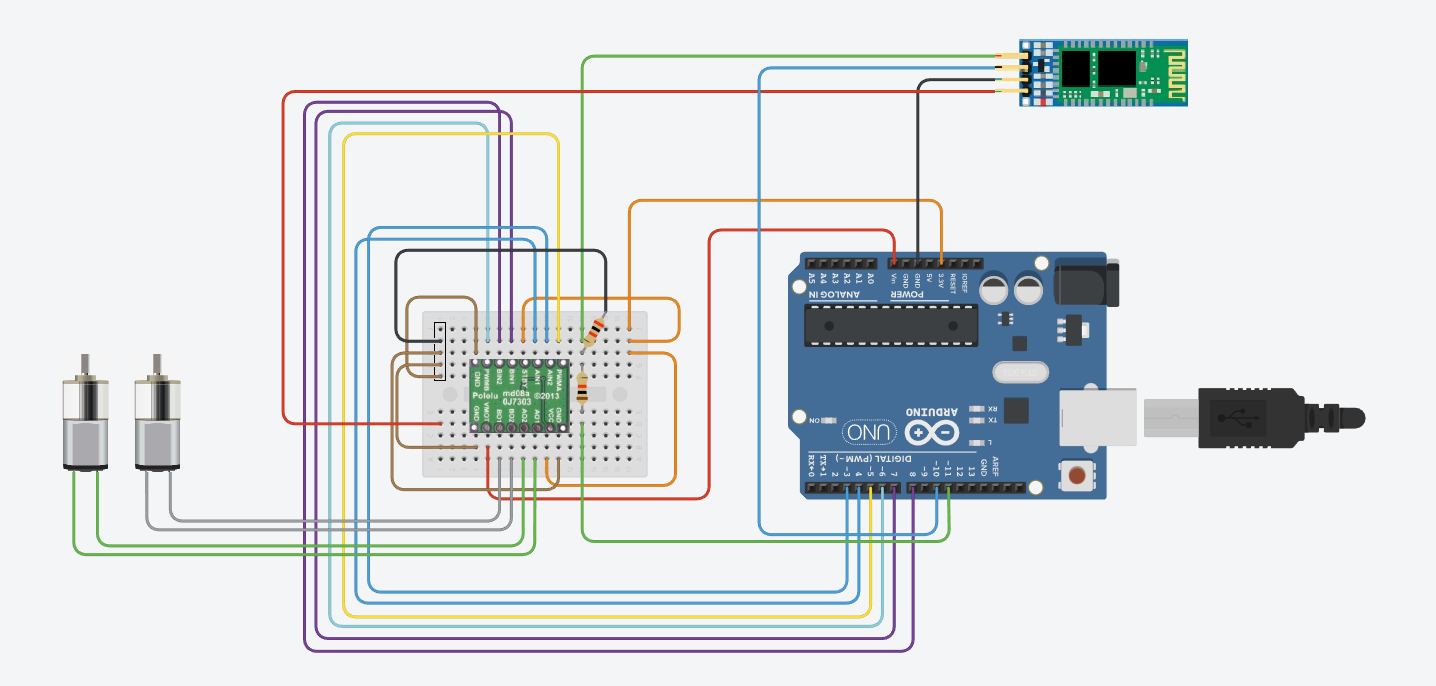 A5 A4 A3 A2 A1 A0
Vin GND GND 5V 3.3V RESET IOREF
ANALOG IN
POWER
GND PWMB BIN2 BIN1 STBY AIN1 AIN2 PWMA
Pololu
md08a
0J7303
©2013
GND VMOT BO1 BO2 AO2 AO1 VCC GND
ARDUINO
UNO
ON
RX
TX
L
DIGITAL (PWM~)
RX←0 TX→1 2 ~3 4 ~5 ~6 7 8 ~9 ~10 ~11 12 13 GND AREF